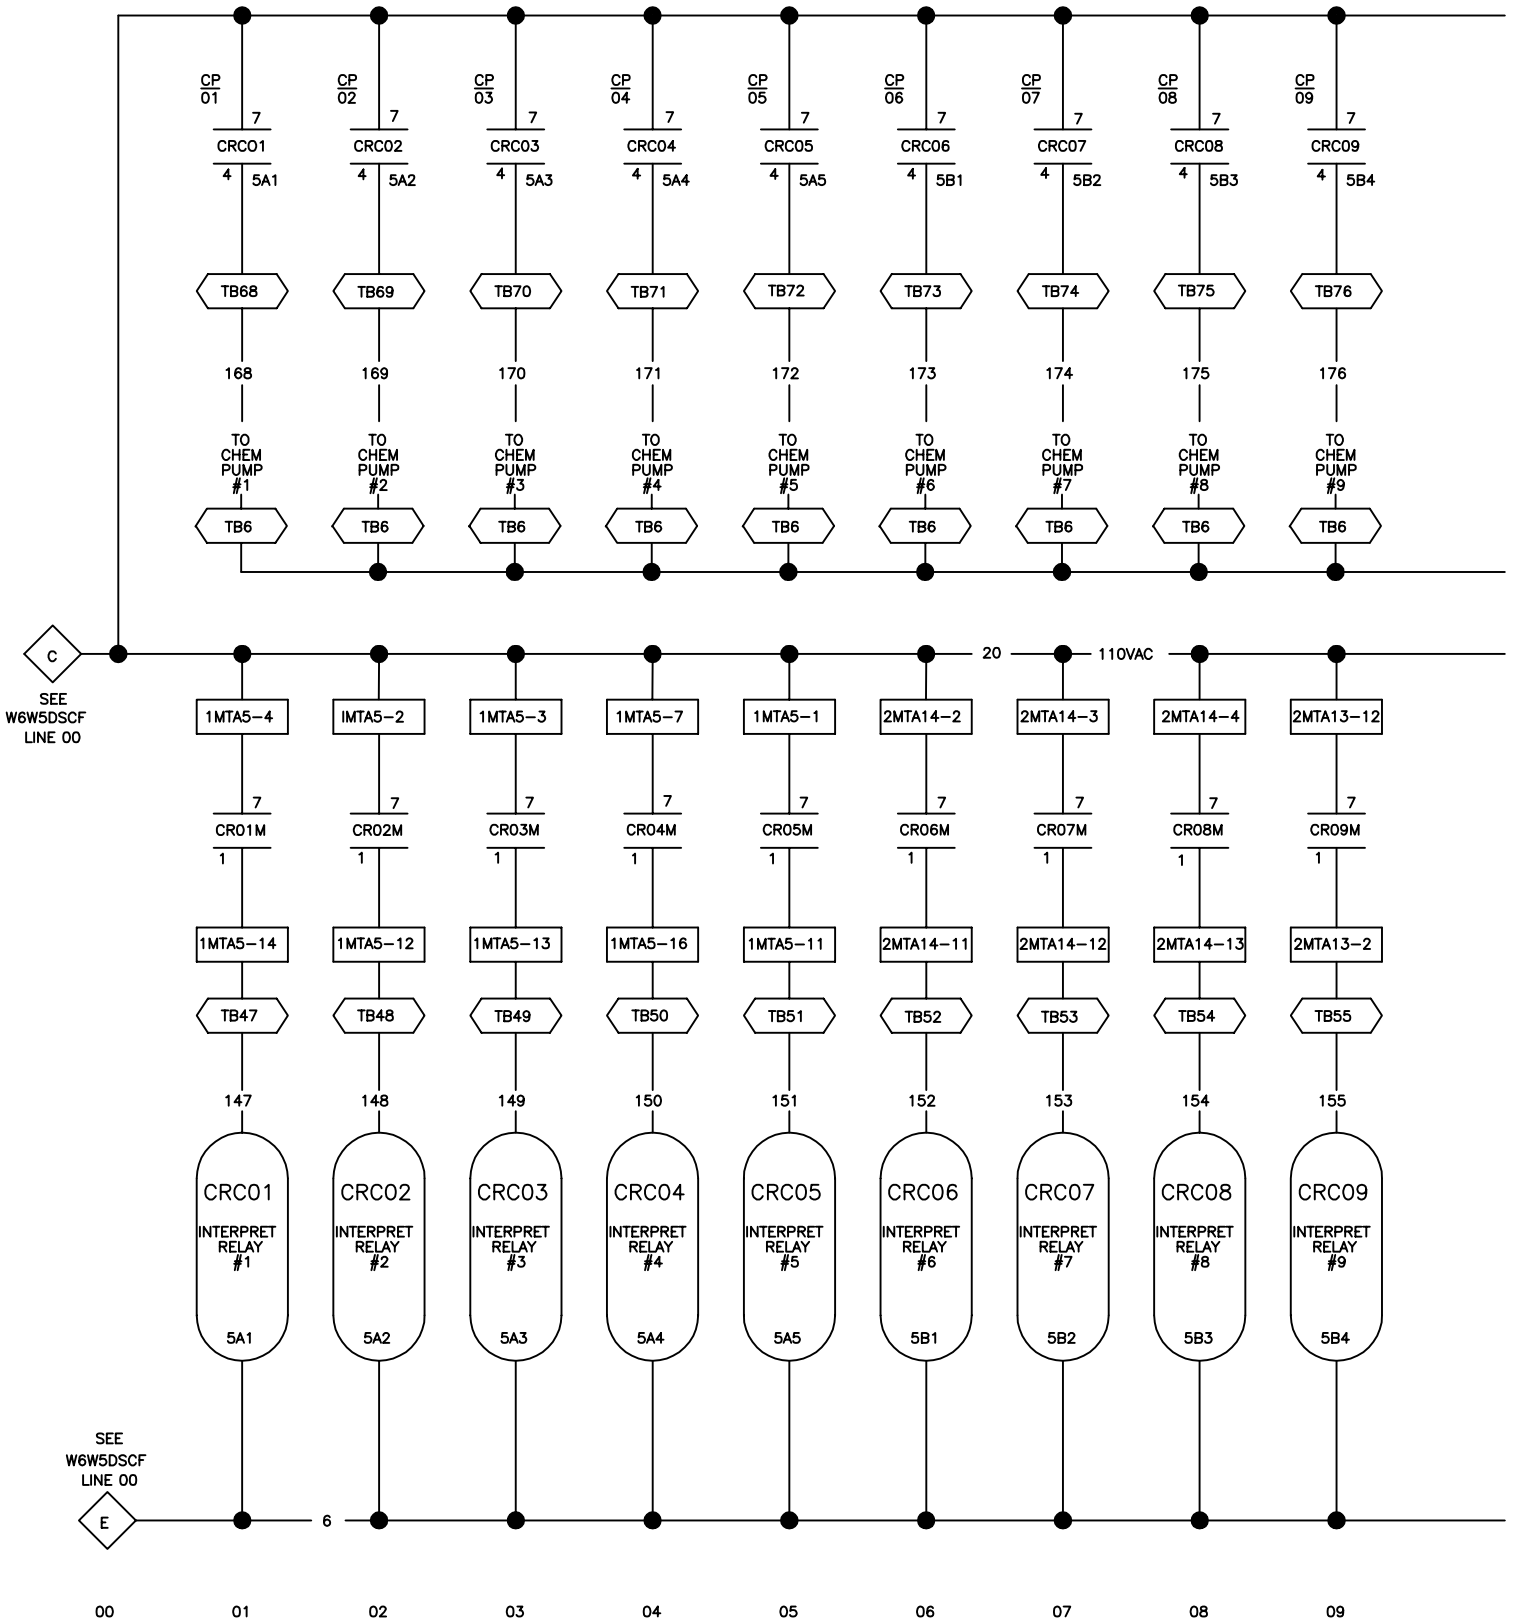 CP CP CP CP CP CP CP CP CP
01 02 03 04 05 06 07 08 09
7 7 7 7 7 7 7 7 7
CRC01 CRC02 CRC03 CRC04 CRC05 CRC06 CRC07 CRC08 CRC09
4 5A1 4 5A2 4 5A3 4 5A4 4 5A5 4 5B1 4 5B2 4 5B3 4 5B4
TB68 TB69 TB70 TB71 TB72 TB73 TB74 TB75 TB76
168 169 170 171 172 173 174 175 176
TO TO TO TO TO TO TO TO TO
CHEM CHEM CHEM CHEM CHEM CHEM CHEM CHEM CHEM
PUMP PUMP PUMP PUMP PUMP PUMP PUMP PUMP PUMP
#1 #2 #3 #4 #5 #6 #7 #8 #9
TB6 TB6 TB6 TB6 TB6 TB6 TB6 TB6 TB6
C 20 110VAC
SEE
W6W5DSCF
LINE 00
1MTA5-4 IMTA5-2 1MTA5-3 1MTA5-7 1MTA5-1 2MTA14-2 2MTA14-3 2MTA14-4 2MTA13-12
7 7 7 7 7 7 7 7 7
CR01M CR02M CR03M CR04M CR05M CR06M CR07M CR08M CR09M
1 1 1 1 1 1 1 1 1
1MTA5-14 1MTA5-12 1MTA5-13 1MTA5-16 1MTA5-11 2MTA14-11 2MTA14-12 2MTA14-13 2MTA13-2
TB47 TB48 TB49 TB50 TB51 TB52 TB53 TB54 TB55
147 148 149 150 151 152 153 154 155
CRC01 CRC02 CRC03 CRC04 CRC05 CRC06 CRC07 CRC08 CRC09
INTERPRET INTERPRET INTERPRET INTERPRET INTERPRET INTERPRET INTERPRET INTERPRET INTERPRET
RELAY RELAY RELAY RELAY RELAY RELAY RELAY RELAY RELAY
#1 #2 #3 #4 #5 #6 #7 #8 #9
5A1 5A2 5A3 5A4 5A5 5B1 5B2 5B3 5B4
SEE
W6W5DSCF
LINE 00
E 6
00 01 02 03 04 05 06 07 08 09